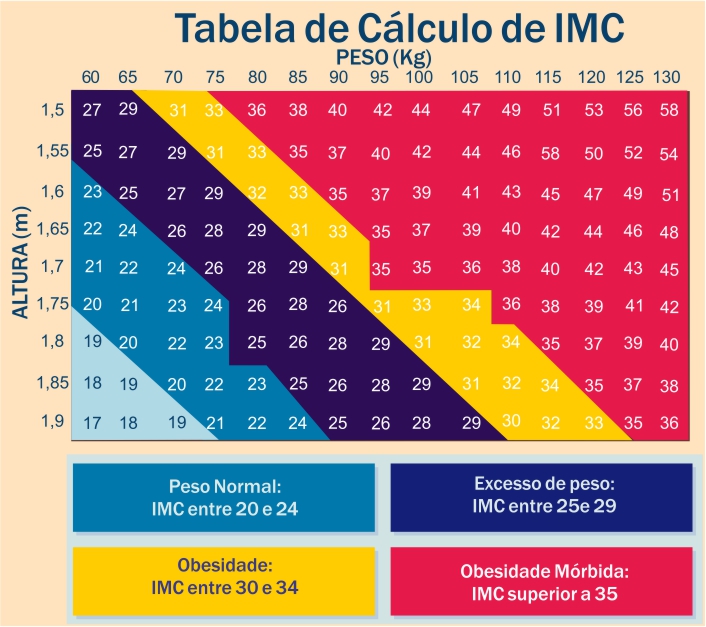 Tabela de Cálculo de IMC
PESO (Kg)
60 65 70 75 80 85 90 95 100 105 110 115 120 125 130
ALTURA (m)
1,5 27 29 31 33 36 38 40 42 44 47 49 51 53 56 58
1,55 25 27 29 31 33 35 37 40 42 44 46 58 50 52 54
1,6 23 25 27 29 32 33 35 37 39 41 43 45 47 49 51
1,65 22 24 26 28 29 31 33 35 37 39 40 42 44 46 48
1,7 21 22 24 26 28 29 31 35 35 36 38 40 42 43 45
1,75 20 21 23 24 26 28 26 31 33 34 36 38 39 41 42
1,8 19 20 22 23 25 26 28 29 31 32 34 35 37 39 40
1,85 18 19 20 22 23 25 26 28 29 31 32 34 35 37 38
1,9 17 18 19 21 22 24 25 26 28 29 30 32 33 35 36
Peso Normal:
IMC entre 20 e 24
Excesso de peso:
IMC entre 25e 29
Obesidade:
IMC entre 30 e 34
Obesidade Mórbida:
IMC superior a 35